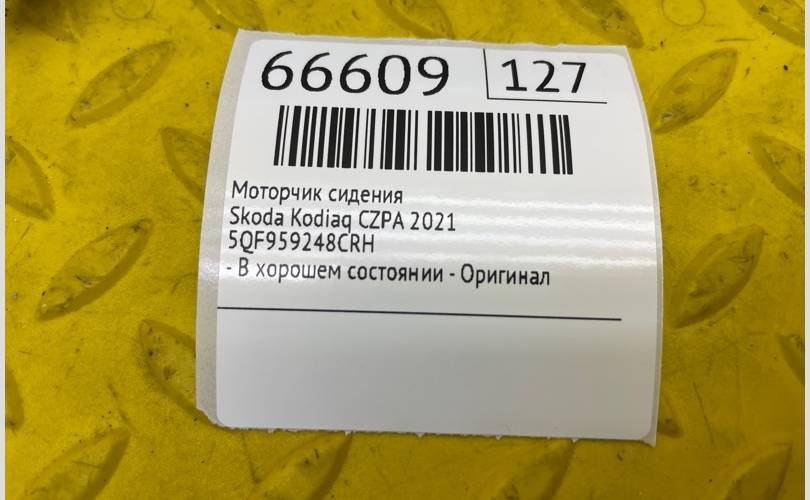 66609 127
Моторчик сидения
Skoda Kodiaq CZPA 2021
5QF959248CRH
- В хорошем состоянии - Оригинал